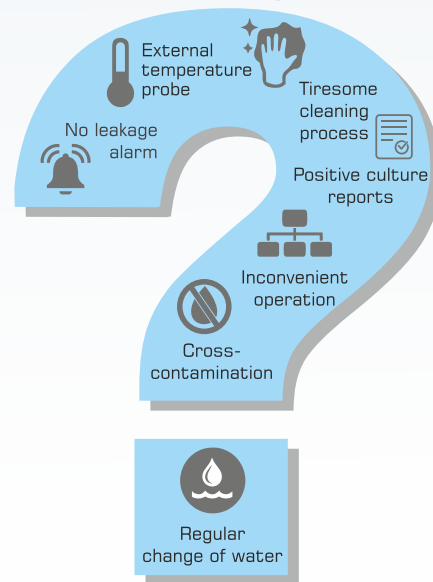 External
temperature
probe
No leakage
alarm
Tiresome
cleaning
process
Positive culture
reports
Inconvenient
operation
Cross-
contamination
Regular
change of water